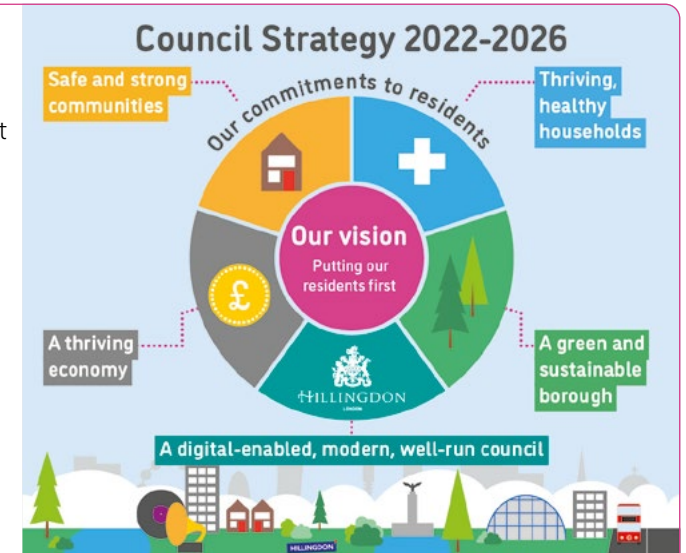 Council Strategy 2022-2026
Safe and strong
communities
Our commitments to residents
Thriving,
healthy
households
t
Our vision
Putting our
residents first
£
A thriving
economy
HILLINGDON
LONDON
A green and
sustainable
borough
A digital-enabled, modern, well-run council
HILLINGDON